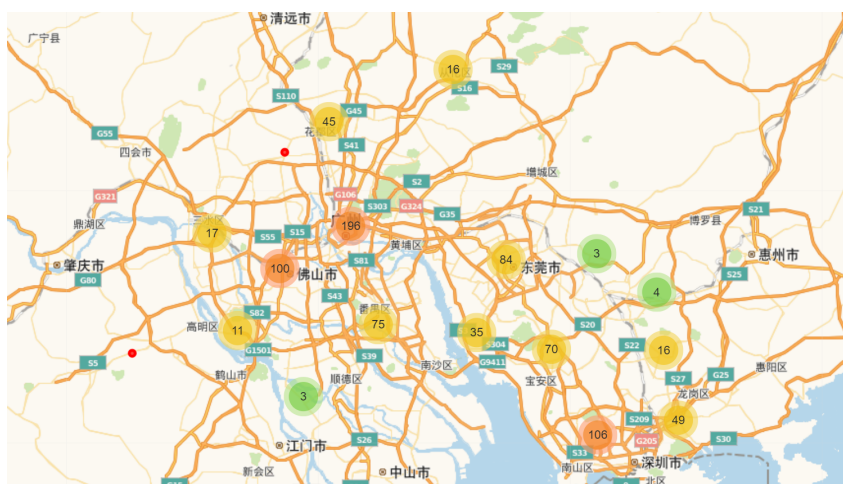 清远市
广宁县
16
S29
S16
S110
G45
45
花都区
G55
S41
四会市
S2
增城区
G321
G106
S303
G324
三水区
鼎湖区
17
S55
S15
196
G35
黄埔区
博罗县
S21
肇庆市
G80
100
佛山市
S81
84
东莞市
3
惠州市
S25
S43
4
S82
番禺区
高明区
11
75
35
S304
S20
G1501
S5
S39
G9411
70
S22
16
南沙区
鹤山市
顺德区
宝安区
S27
G25
惠阳区
龙岗区
3
S209
49
106
G205
S30
江门市
S26
S33
新会区
中山市
南山区
深圳市
北区